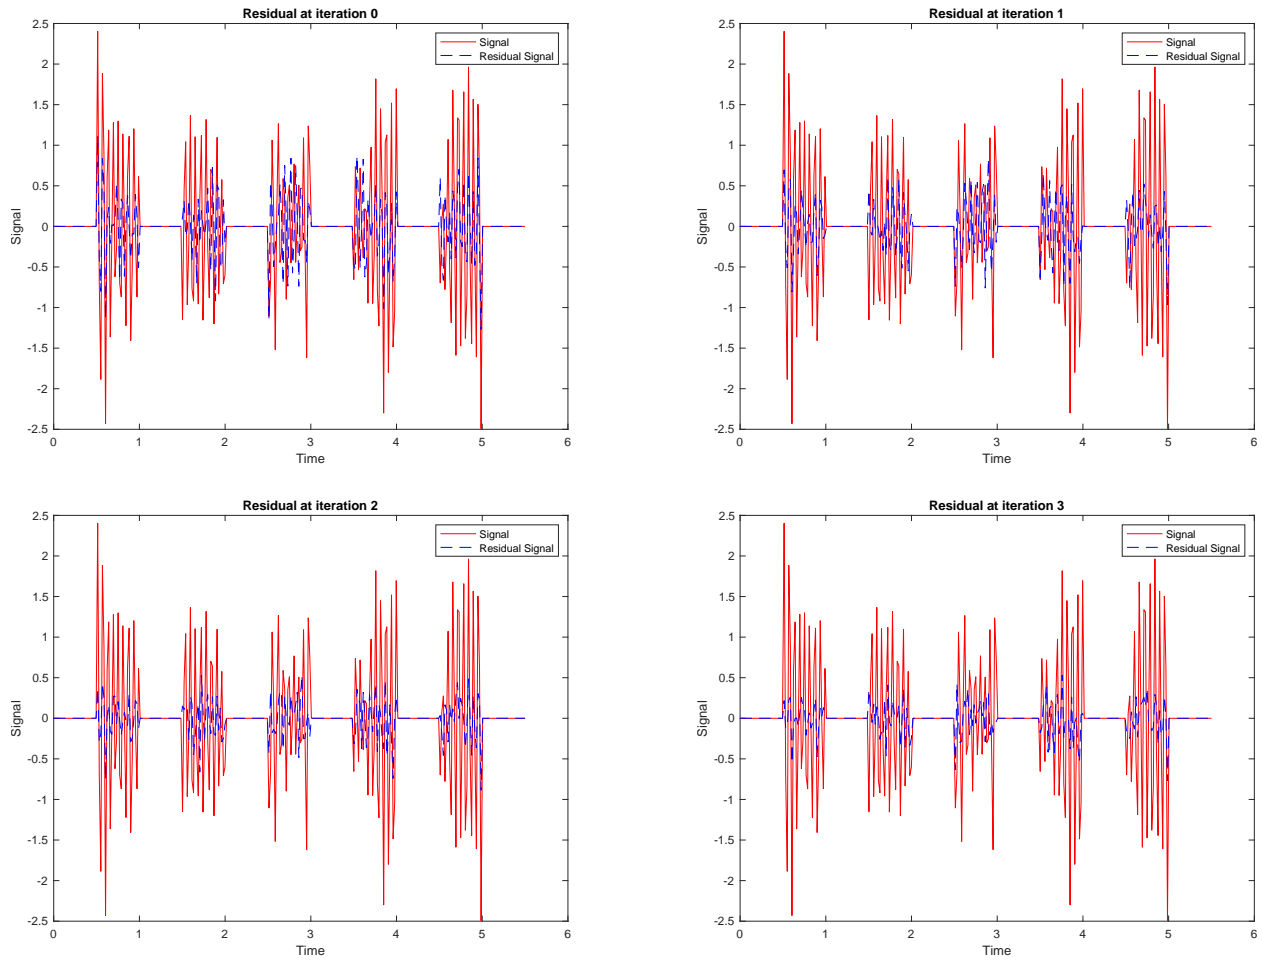 Residual at iteration 0
Signal
Residual Signal
2.5
2
1.5
1
0.5
0
-0.5
-1
-1.5
-2
-2.5
Signal
0 1 2 3 4 5 6
Time
Residual at iteration 1
Signal
Residual Signal
2.5
2
1.5
1
0.5
0
-0.5
-1
-1.5
-2
-2.5
Signal
0 1 2 3 4 5 6
Time
Residual at iteration 2
Signal
Residual Signal
2.5
2
1.5
1
0.5
0
-0.5
-1
-1.5
-2
-2.5
Signal
0 1 2 3 4 5 6
Time
Residual at iteration 3
Signal
Residual Signal
2.5
2
1.5
1
0.5
0
-0.5
-1
-1.5
-2
-2.5
Signal
0 1 2 3 4 5 6
Time